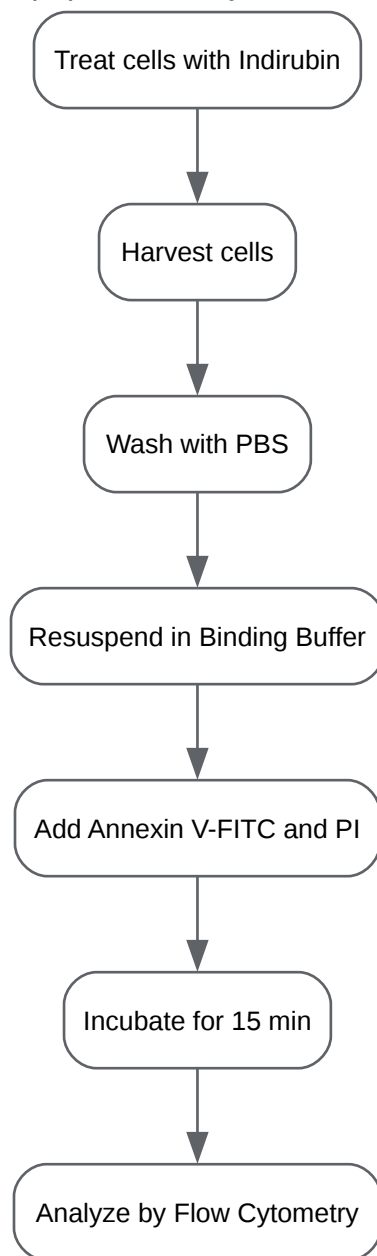 Treat cells with Indirubin
Harvest cells
Wash with PBS
Resuspend in Binding Buffer
Add Annexin V-FITC and PI
Incubate for 15 min
Analyze by Flow Cytometry